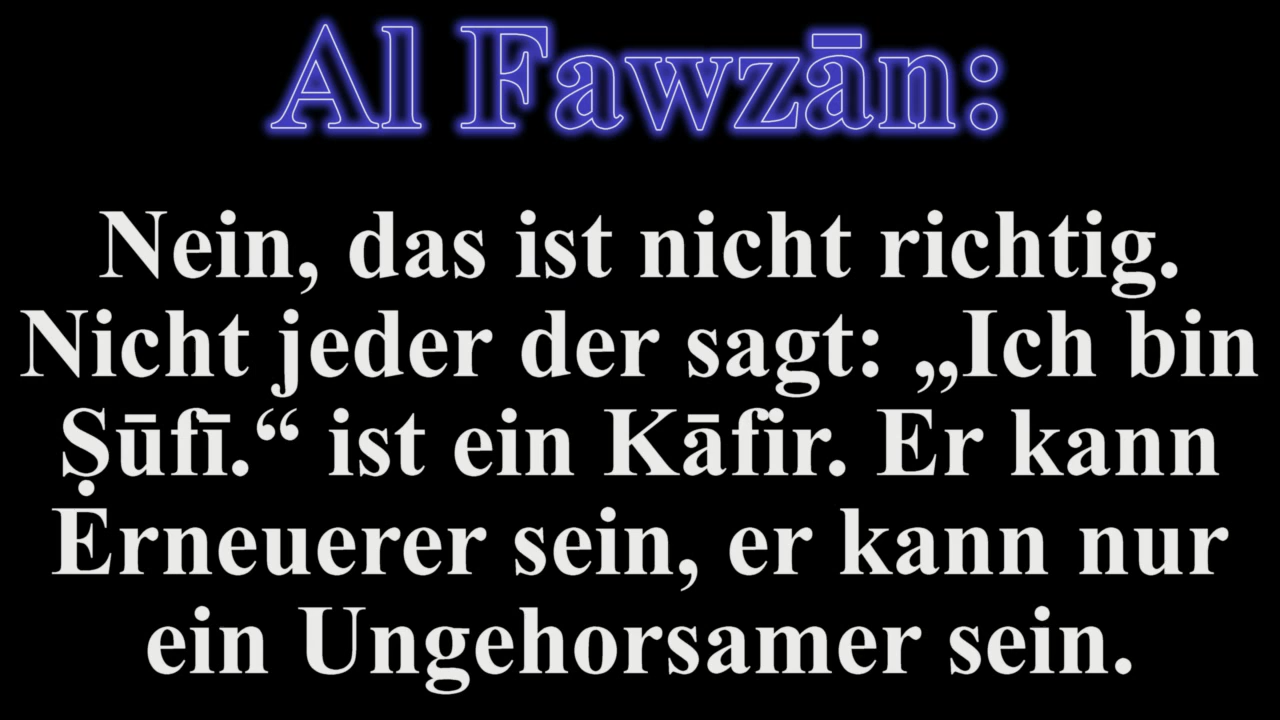 Al Fawzān:
Nein, das ist nicht richtig.
Nicht jeder der sagt: „Ich bin
Ṣūfī.“ ist ein Kāfir. Er kann
Erneuerer sein, er kann nur
ein Ungehorsamer sein.